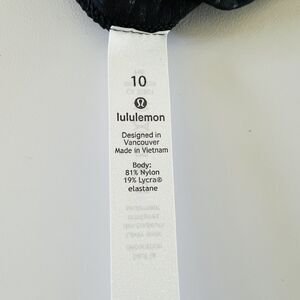 10
lululemon
Designed in
Vancouver
Made in Vietnam
Body:
81% Nylon
19% Lycra®
elastane